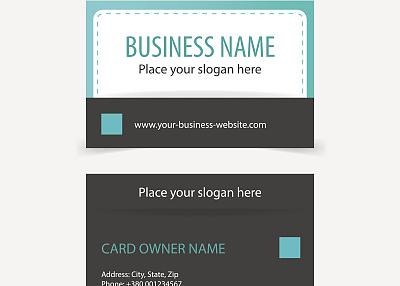 BUSINESS NAME
Place your slogan here
www.your-business-website.com
Place your slogan here
CARD OWNER NAME
Address: City, State, Zip
Phone: +380 001234567